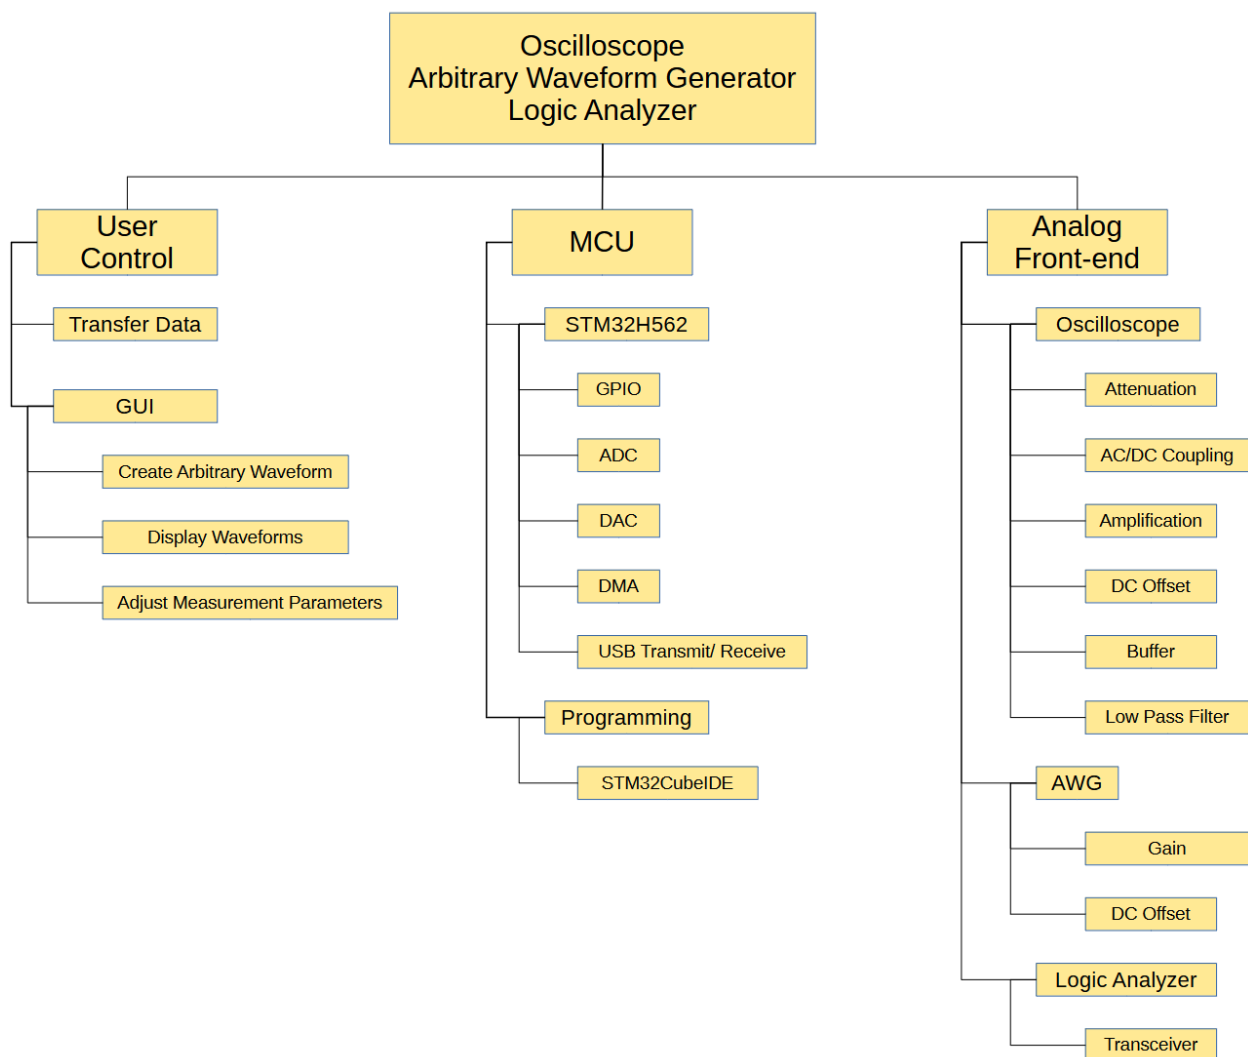 Oscilloscope
Arbitrary Waveform Generator
Logic Analyzer
User
Control
Transfer Data
GUI
Create Arbitrary Waveform
Display Waveforms
Adjust Measurement Parameters
MCU
STM32H562
GPIO
ADC
DAC
DMA
USB Transmit/ Receive
Programming
STM32CubeIDE
Analog
Front-end
Oscilloscope
Attenuation
AC/DC Coupling
Amplification
DC Offset
Buffer
Low Pass Filter
AWG
Gain
DC Offset
Logic Analyzer
Transceiver